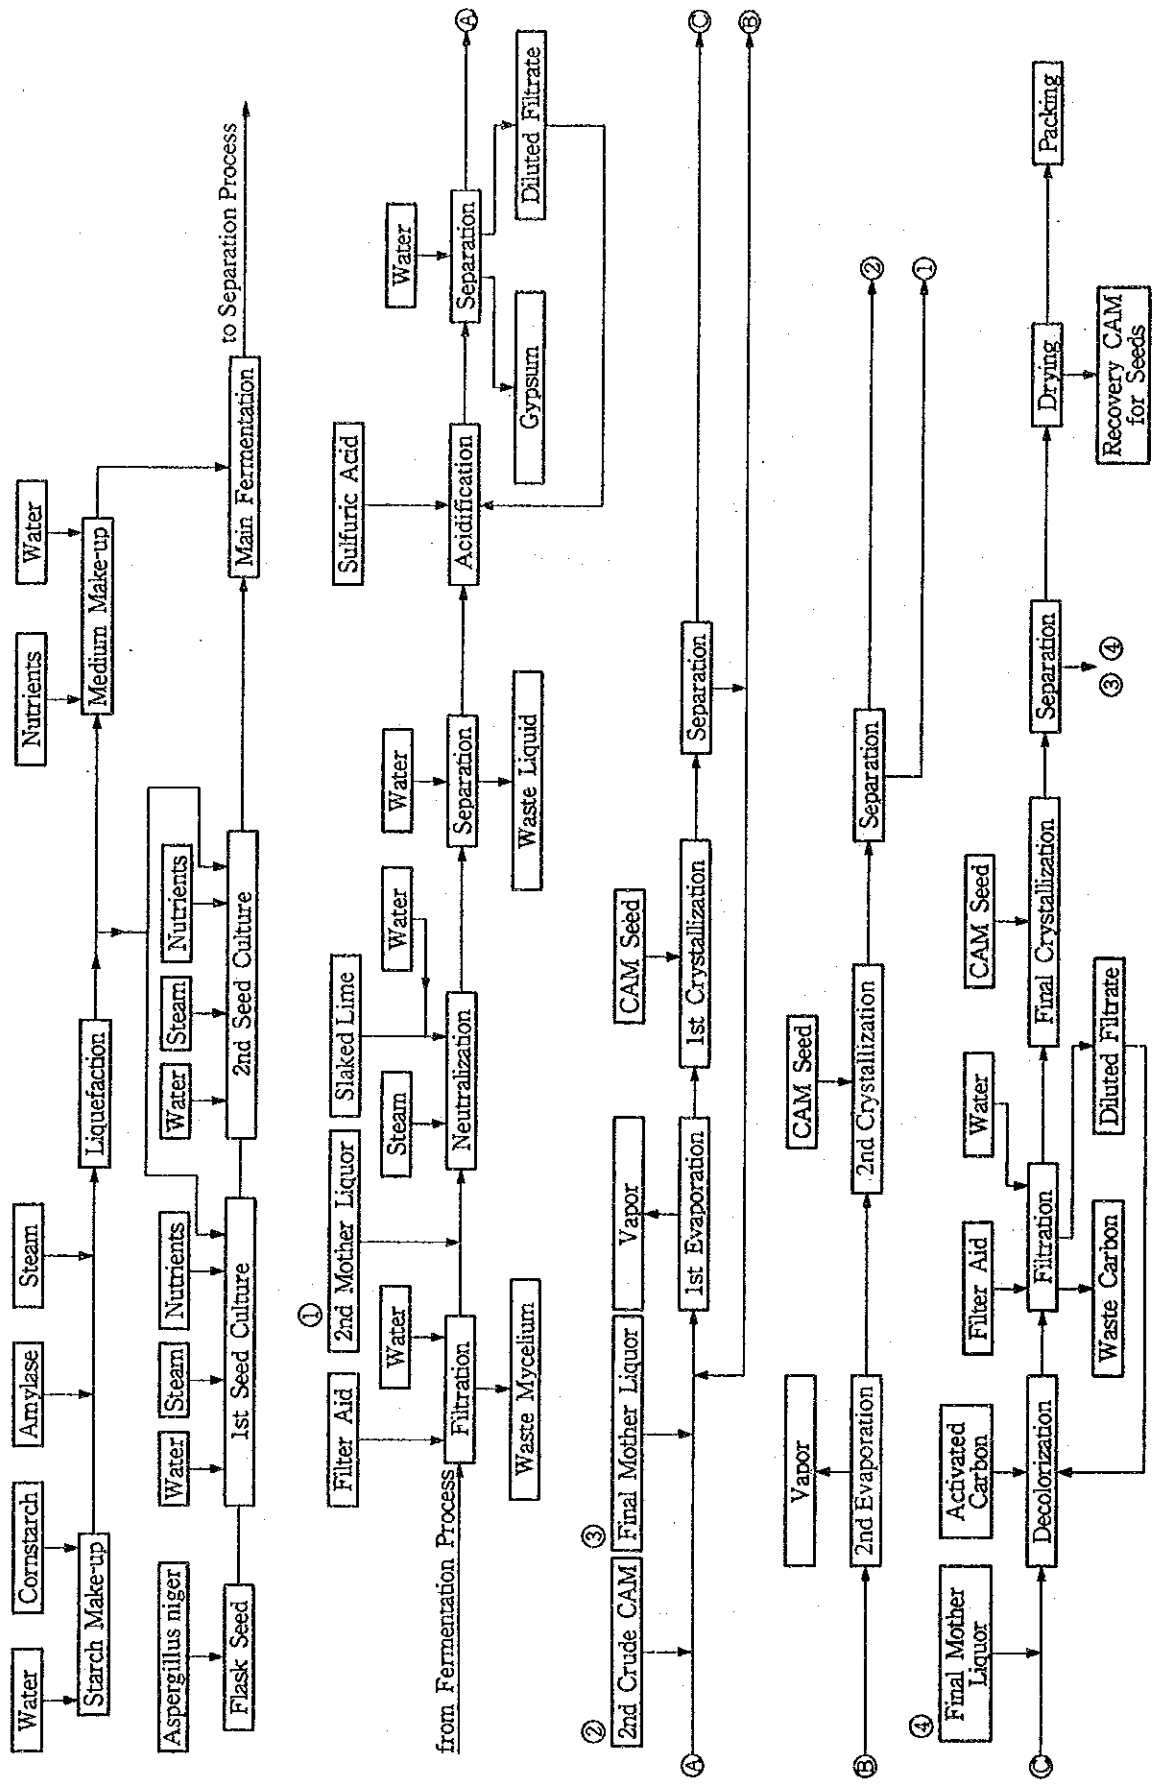 Water
Cornstarch
Amylase
Steam
Nutrients
Water
Starch Make-up
Liquefaction
Medium Make-up
Aspergillus niger
Water
Steam
Nutrients
Water
Steam
Nutrients
to Separation Process
Flask Seed
1st Seed Culture
2nd Seed Culture
Main Fermentation
①
Filter Aid
Water
2nd Mother Liquor
Steam
Slaked Lime
Water
Water
Sulfuric Acid
Water
from Fermentation Process
Filtration
Neutralization
Separation
Acidification
Separation
Ⓐ
Waste Mycelium
Waste Liquid
Gypsum
Diluted Filtrate
②
③
2nd Crude CAM
Final Mother Liquor
Vapor
CAM Seed
Ⓐ
1st Evaporation
1st Crystallization
Separation
Ⓒ
Ⓑ
Vapor
CAM Seed
Ⓑ
2nd Evaporation
2nd Crystallization
Separation
②
①
④
Final Mother
Liquor
Activated
Carbon
Filter Aid
Water
CAM Seed
Ⓒ
Decolorization
Filtration
Final Crystallization
Separation
Drying
Packing
Waste Carbon
Diluted Filtrate
③ ④
Recovery CAM
for Seeds